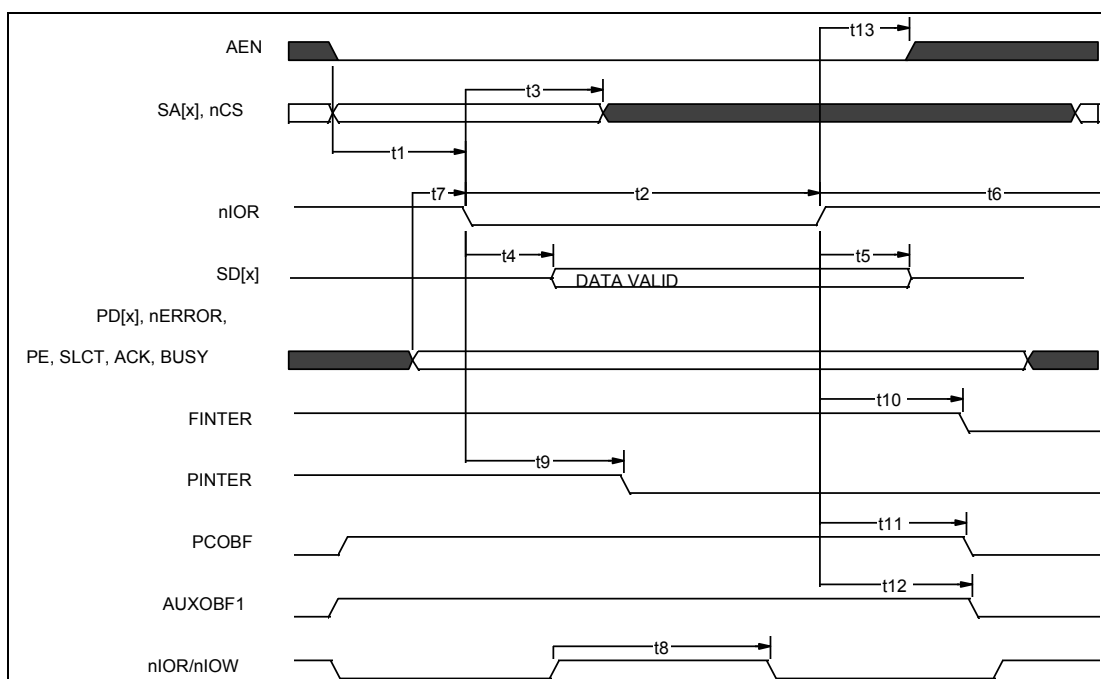 AEN
t13
SA[x], nCS
t3
t1
nIOR
t7
t2
t6
SD[x]
t4
DATA VALID
t5
PD[x], nERROR,
PE, SLCT, ACK, BUSY
FINTER
t10
PINTER
t9
PCOBF
t11
AUXOBF1
t12
nIOR/nIOW
t8